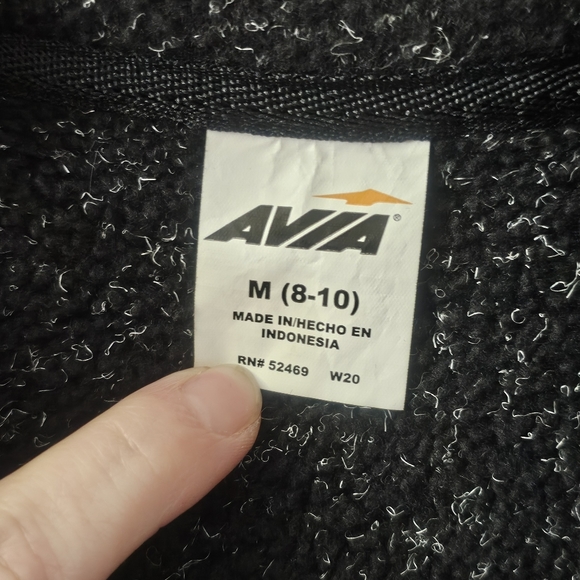 AVIA®
M (8-10)
MADE IN/HECHO EN
INDONESIA
RN# 52469 W20